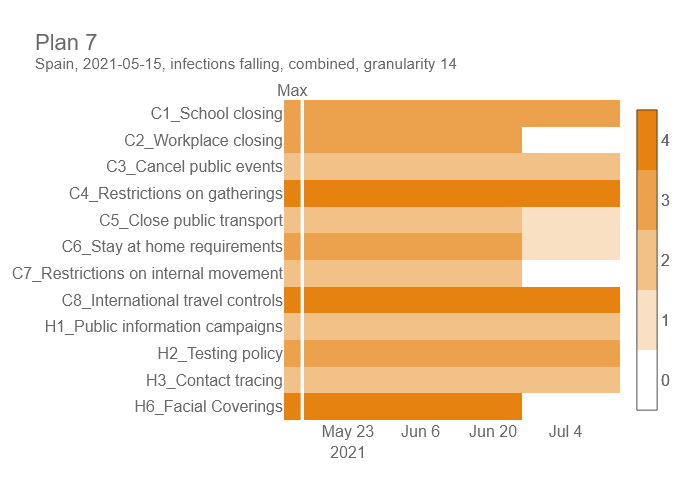 Plan 7
Spain, 2021-05-15, infections falling, combined, granularity 14
Max
C1_School closing
C2_Workplace closing
C3_Cancel public events
C4_Restrictions on gatherings
C5_Close public transport
C6_Stay at home requirements
C7_Restrictions on internal movement
C8_International travel controls
H1_Public information campaigns
H2_Testing policy
H3_Contact tracing
H6_Facial Coverings
May 23 Jun 6 Jun 20 Jul 4
2021
4
3
2
1
0